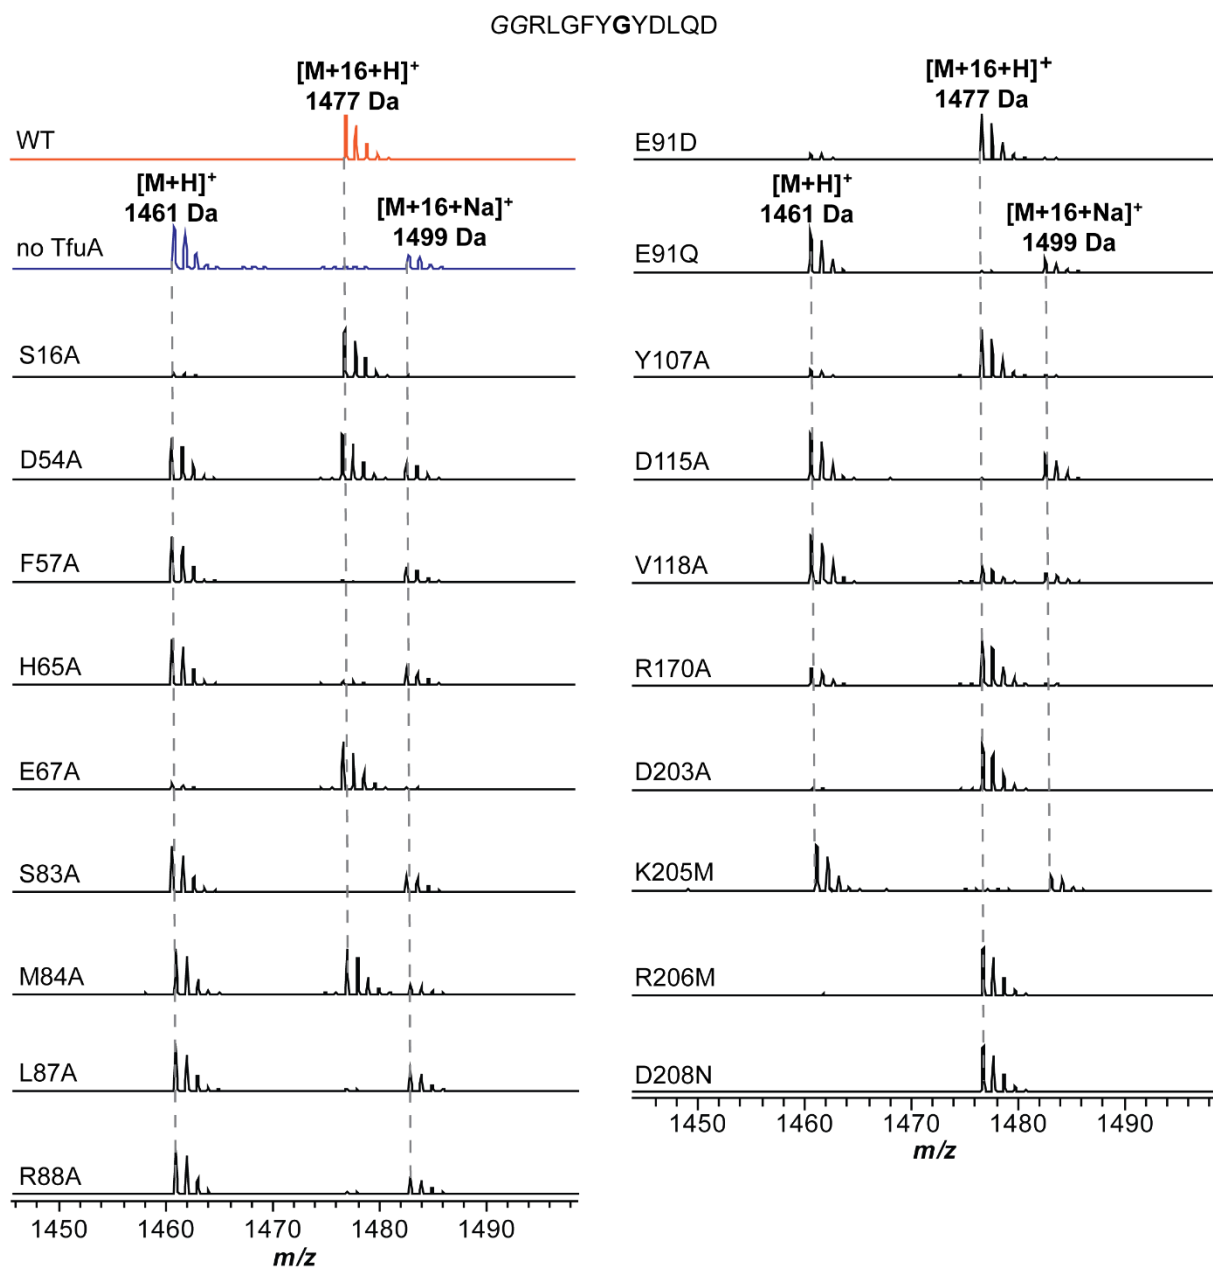 GGRLGFYGYDLQD
[M+16+H]+
1477 Da
WT
[M+H]+
1461 Da
[M+16+Na]+
1499 Da
no TfuA
S16A
D54A
F57A
H65A
E67A
S83A
M84A
L87A
R88A
1450 1460 1470 1480 1490
m/z
[M+16+H]+
1477 Da
E91D
[M+H]+
1461 Da
[M+16+Na]+
1499 Da
E91Q
Y107A
D115A
V118A
R170A
D203A
K205M
R206M
D208N
1450 1460 1470 1480 1490
m/z